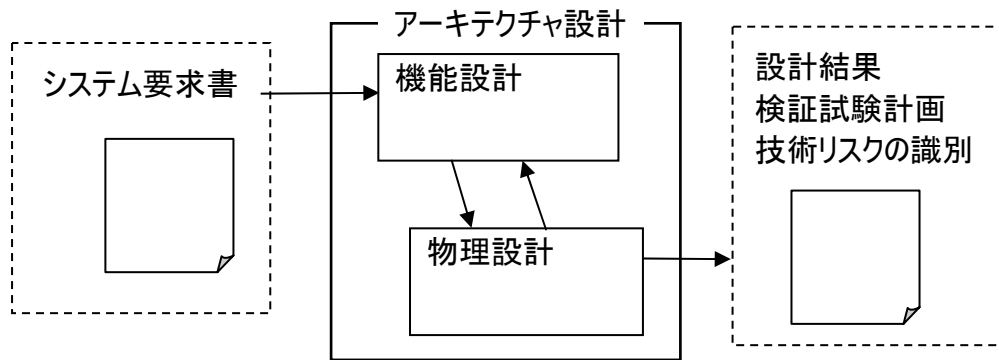 アーキテクチャ設計
システム要求書
機能設計
物理設計
設計結果
検証試験計画
技術リスクの識別